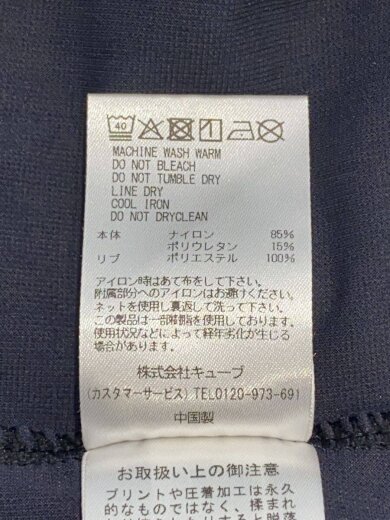 40
MACHINE WASH WARM
DO NOT BLEACH
DO NOT TUMBLE DRY
LINE DRY
COOL IRON
DO NOT DRYCLEAN
本体 ナイロン 85%
ポリウレタン 15%
リブ ポリエステル 100%
アイロン時はあて布をして下さい。
附属部分へのアイロンはお避けください。
ネットを使用し裏返して洗って下さい。
この製品は一部樹脂を使用しております。
使用状況などによって経年劣化が生じる
場合があります。
株式会社キューブ
(カスタマーサービス)TEL0120-973-691
中国製
お取扱い上の御注意
プリントや圧着加工は永久
的なものではなく、揉まれ